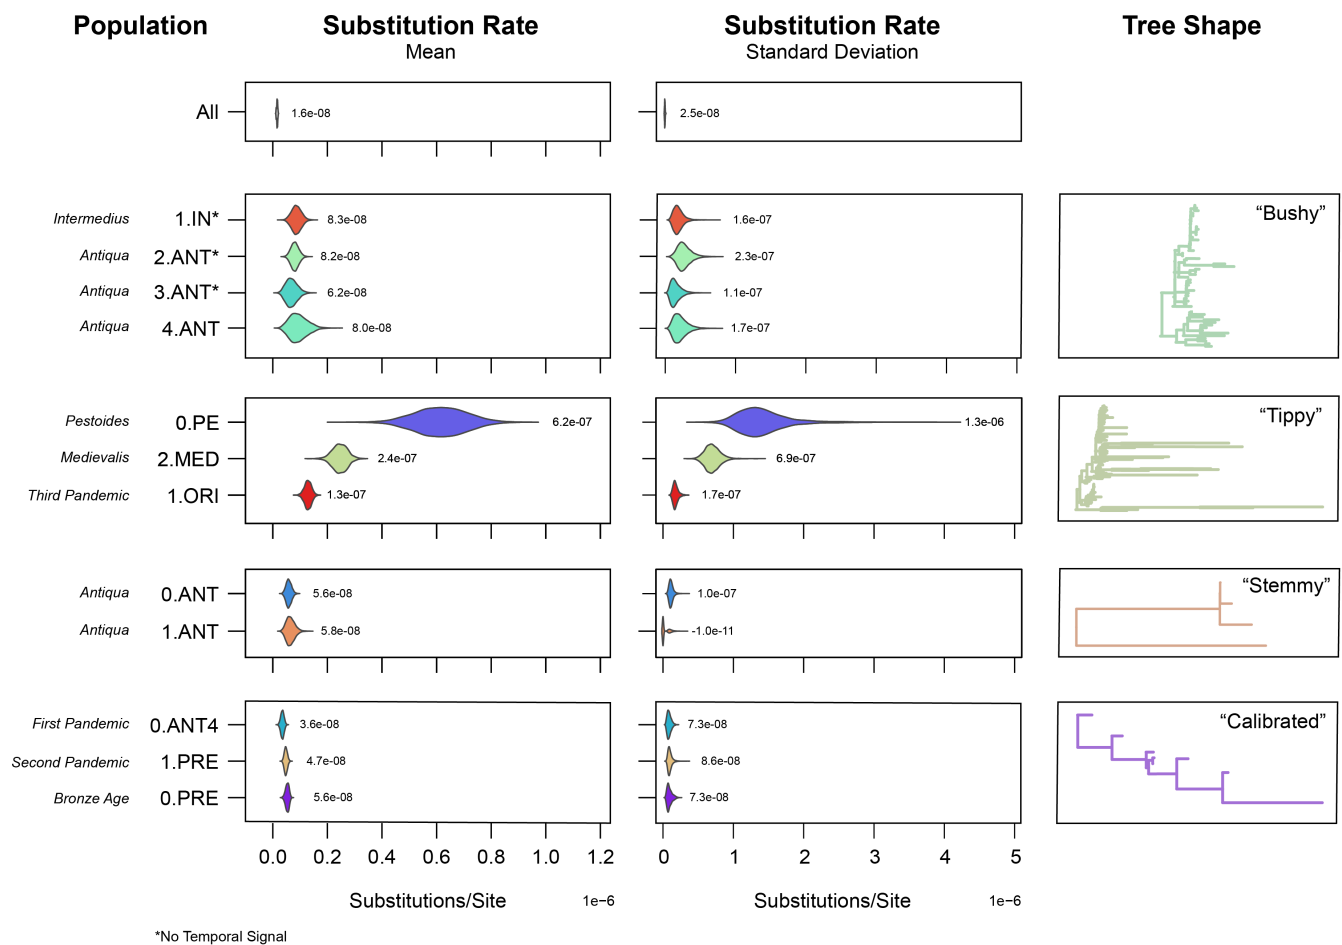 Population Substitution Rate Substitution Rate Tree Shape
Mean Standard Deviation
All 1.6e-08 2.5e-08
Intermedius 1.IN* 8.3e-08 1.6e-07 “Bushy”
Antiqua 2.ANT* 8.2e-08 2.3e-07
Antiqua 3.ANT* 6.2e-08 1.1e-07
Antiqua 4.ANT 8.0e-08 1.7e-07
Pestoides 0.PE 6.2e-07 1.3e-06 “Tippy”
Medievalis 2.MED 2.4e-07 6.9e-07
Third Pandemic 1.ORI 1.3e-07 1.7e-07
Antiqua 0.ANT 5.6e-08 1.0e-07 “Stemmy”
Antiqua 1.ANT 5.8e-08 -1.0e-11
First Pandemic 0.ANT4 3.6e-08 7.3e-08 “Calibrated”
Second Pandemic 1.PRE 4.7e-08 8.6e-08
Bronze Age 0.PRE 5.6e-08 7.3e-08
0.0 0.2 0.4 0.6 0.8 1.0 1.2 0 1 2 3 4 5
Substitutions/Site 1e−6 Substitutions/Site 1e−6
*No Temporal Signal